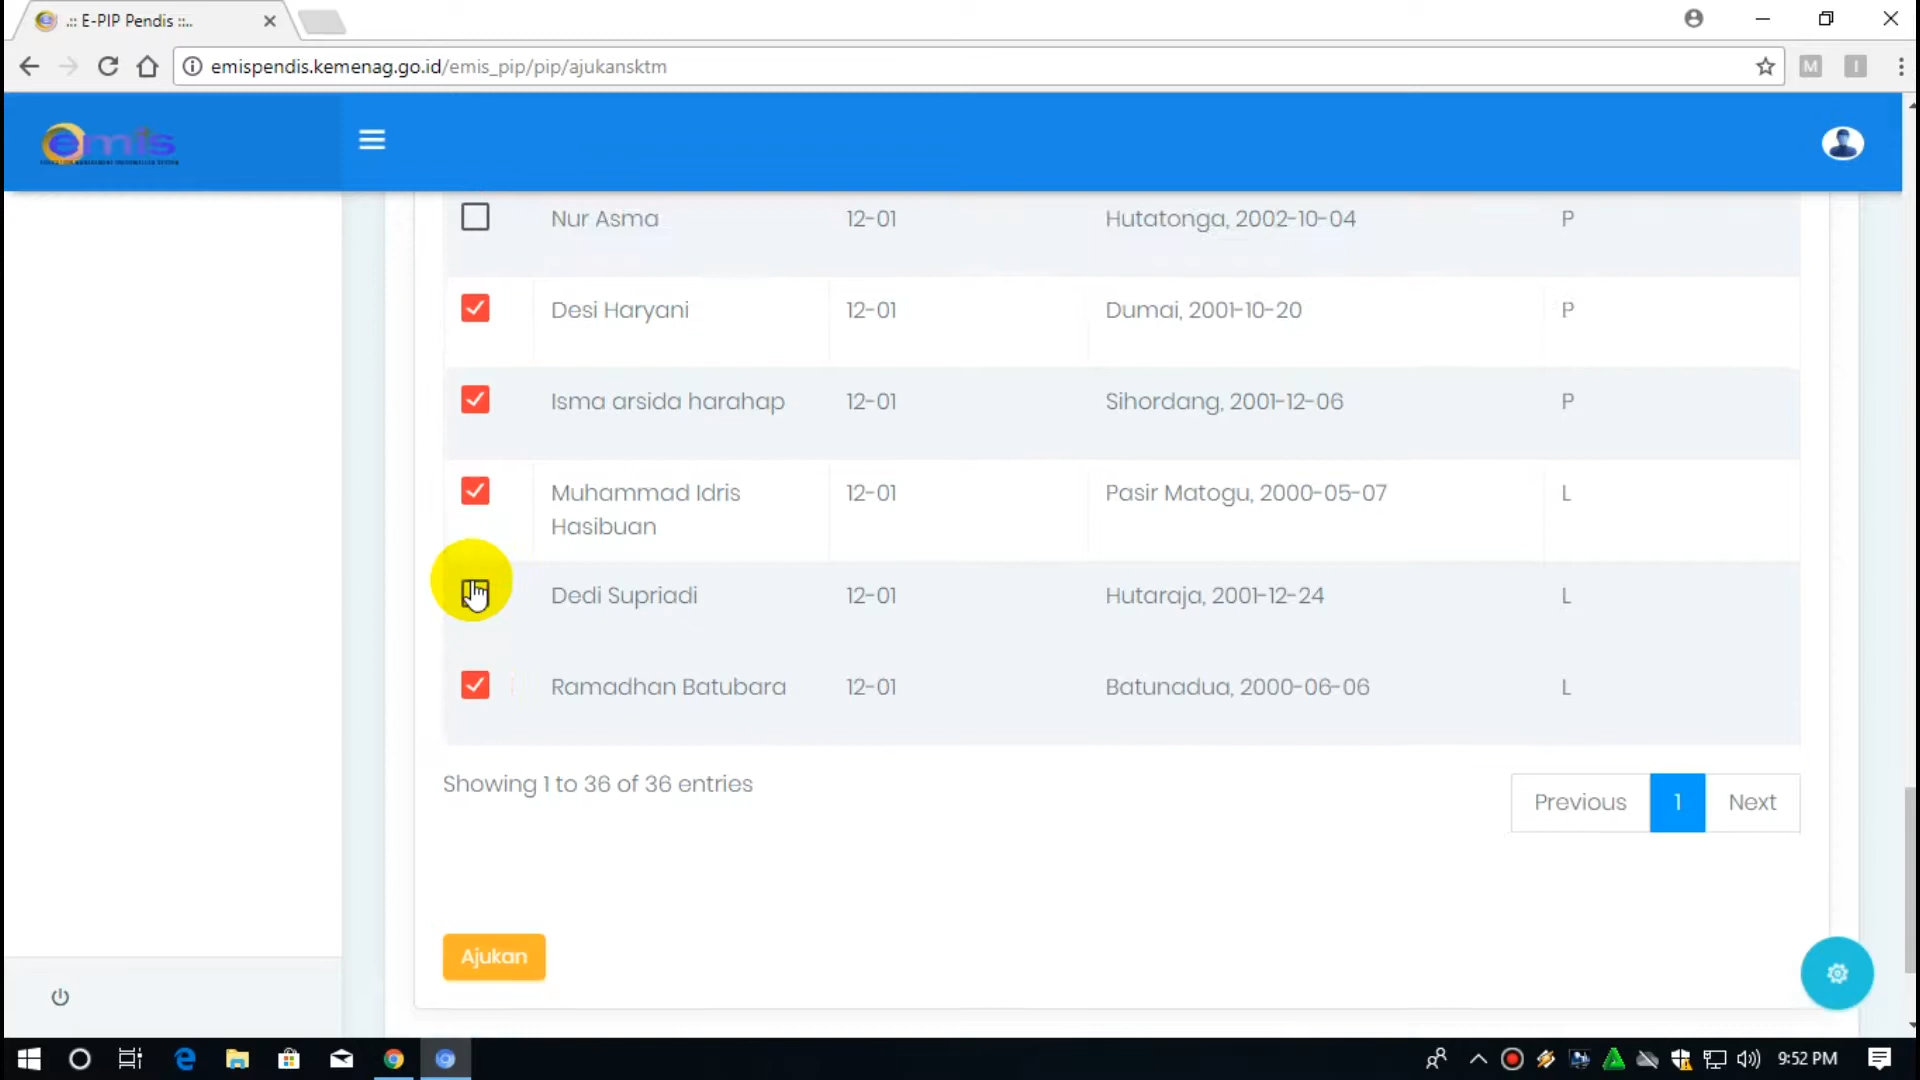 .:: E-PIP Pendis ::..
emispendis.kemenag.go.id/emis_pip/pip/ajukansktm
M
I
emis
Nur Asma 12-01 Hutatonga, 2002-10-04 P
Desi Haryani 12-01 Dumai, 2001-10-20 P
Isma arsida harahap 12-01 Sihordang, 2001-12-06 P
Muhammad Idris 12-01 Pasir Matogu, 2000-05-07 L
Hasibuan
Dedi Supriadi 12-01 Hutaraja, 2001-12-24 L
Ramadhan Batubara 12-01 Batunadua, 2000-06-06 L
Showing 1 to 36 of 36 entries
Previous 1 Next
Ajukan
9:52 PM